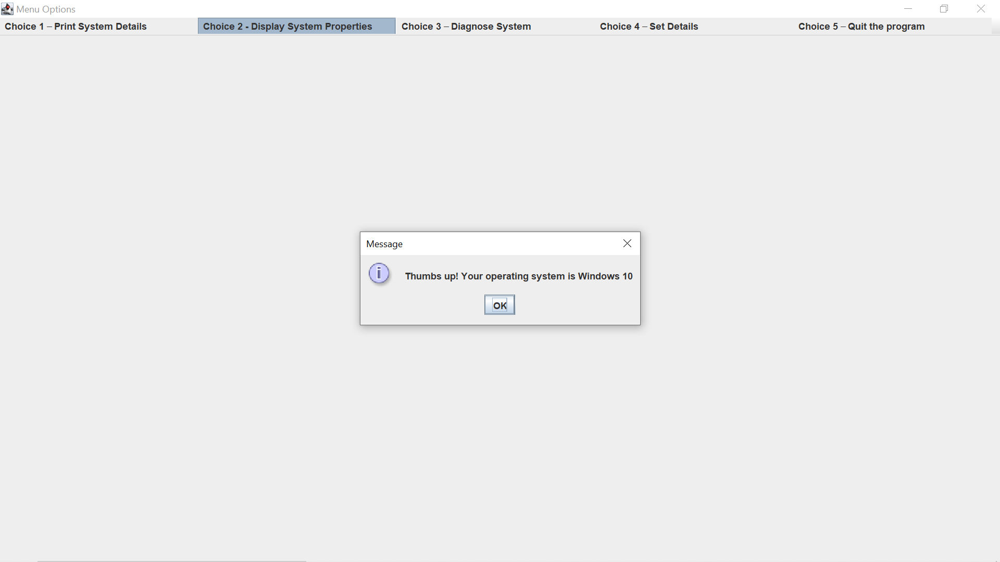 Menu Options
Choice 1 – Print System Details
Choice 2 - Display System Properties
Choice 3 – Diagnose System
Choice 4 – Set Details
Choice 5 – Quit the program
Message
Thumbs up! Your operating system is Windows 10
OK